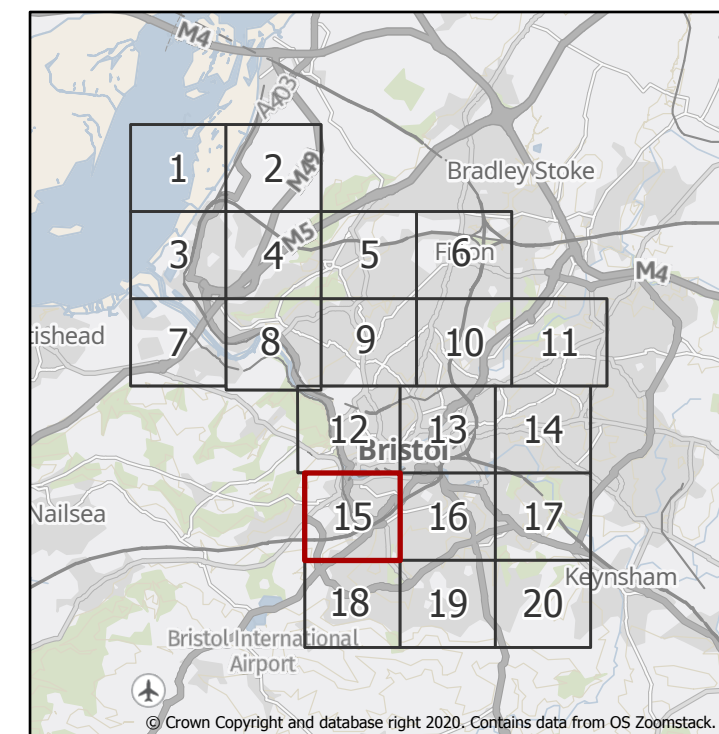 M4
A403
1
2
M49
Bradley Stoke
3
4
M5
5
6
Filton
M4
ishead
7
8
9
10
11
12
13
14
Bristol
Nailsea
15
16
17
Keynsham
18
19
20
Bristol International
Airport
© Crown Copyright and database right 2020. Contains data from OS Zoomstack.